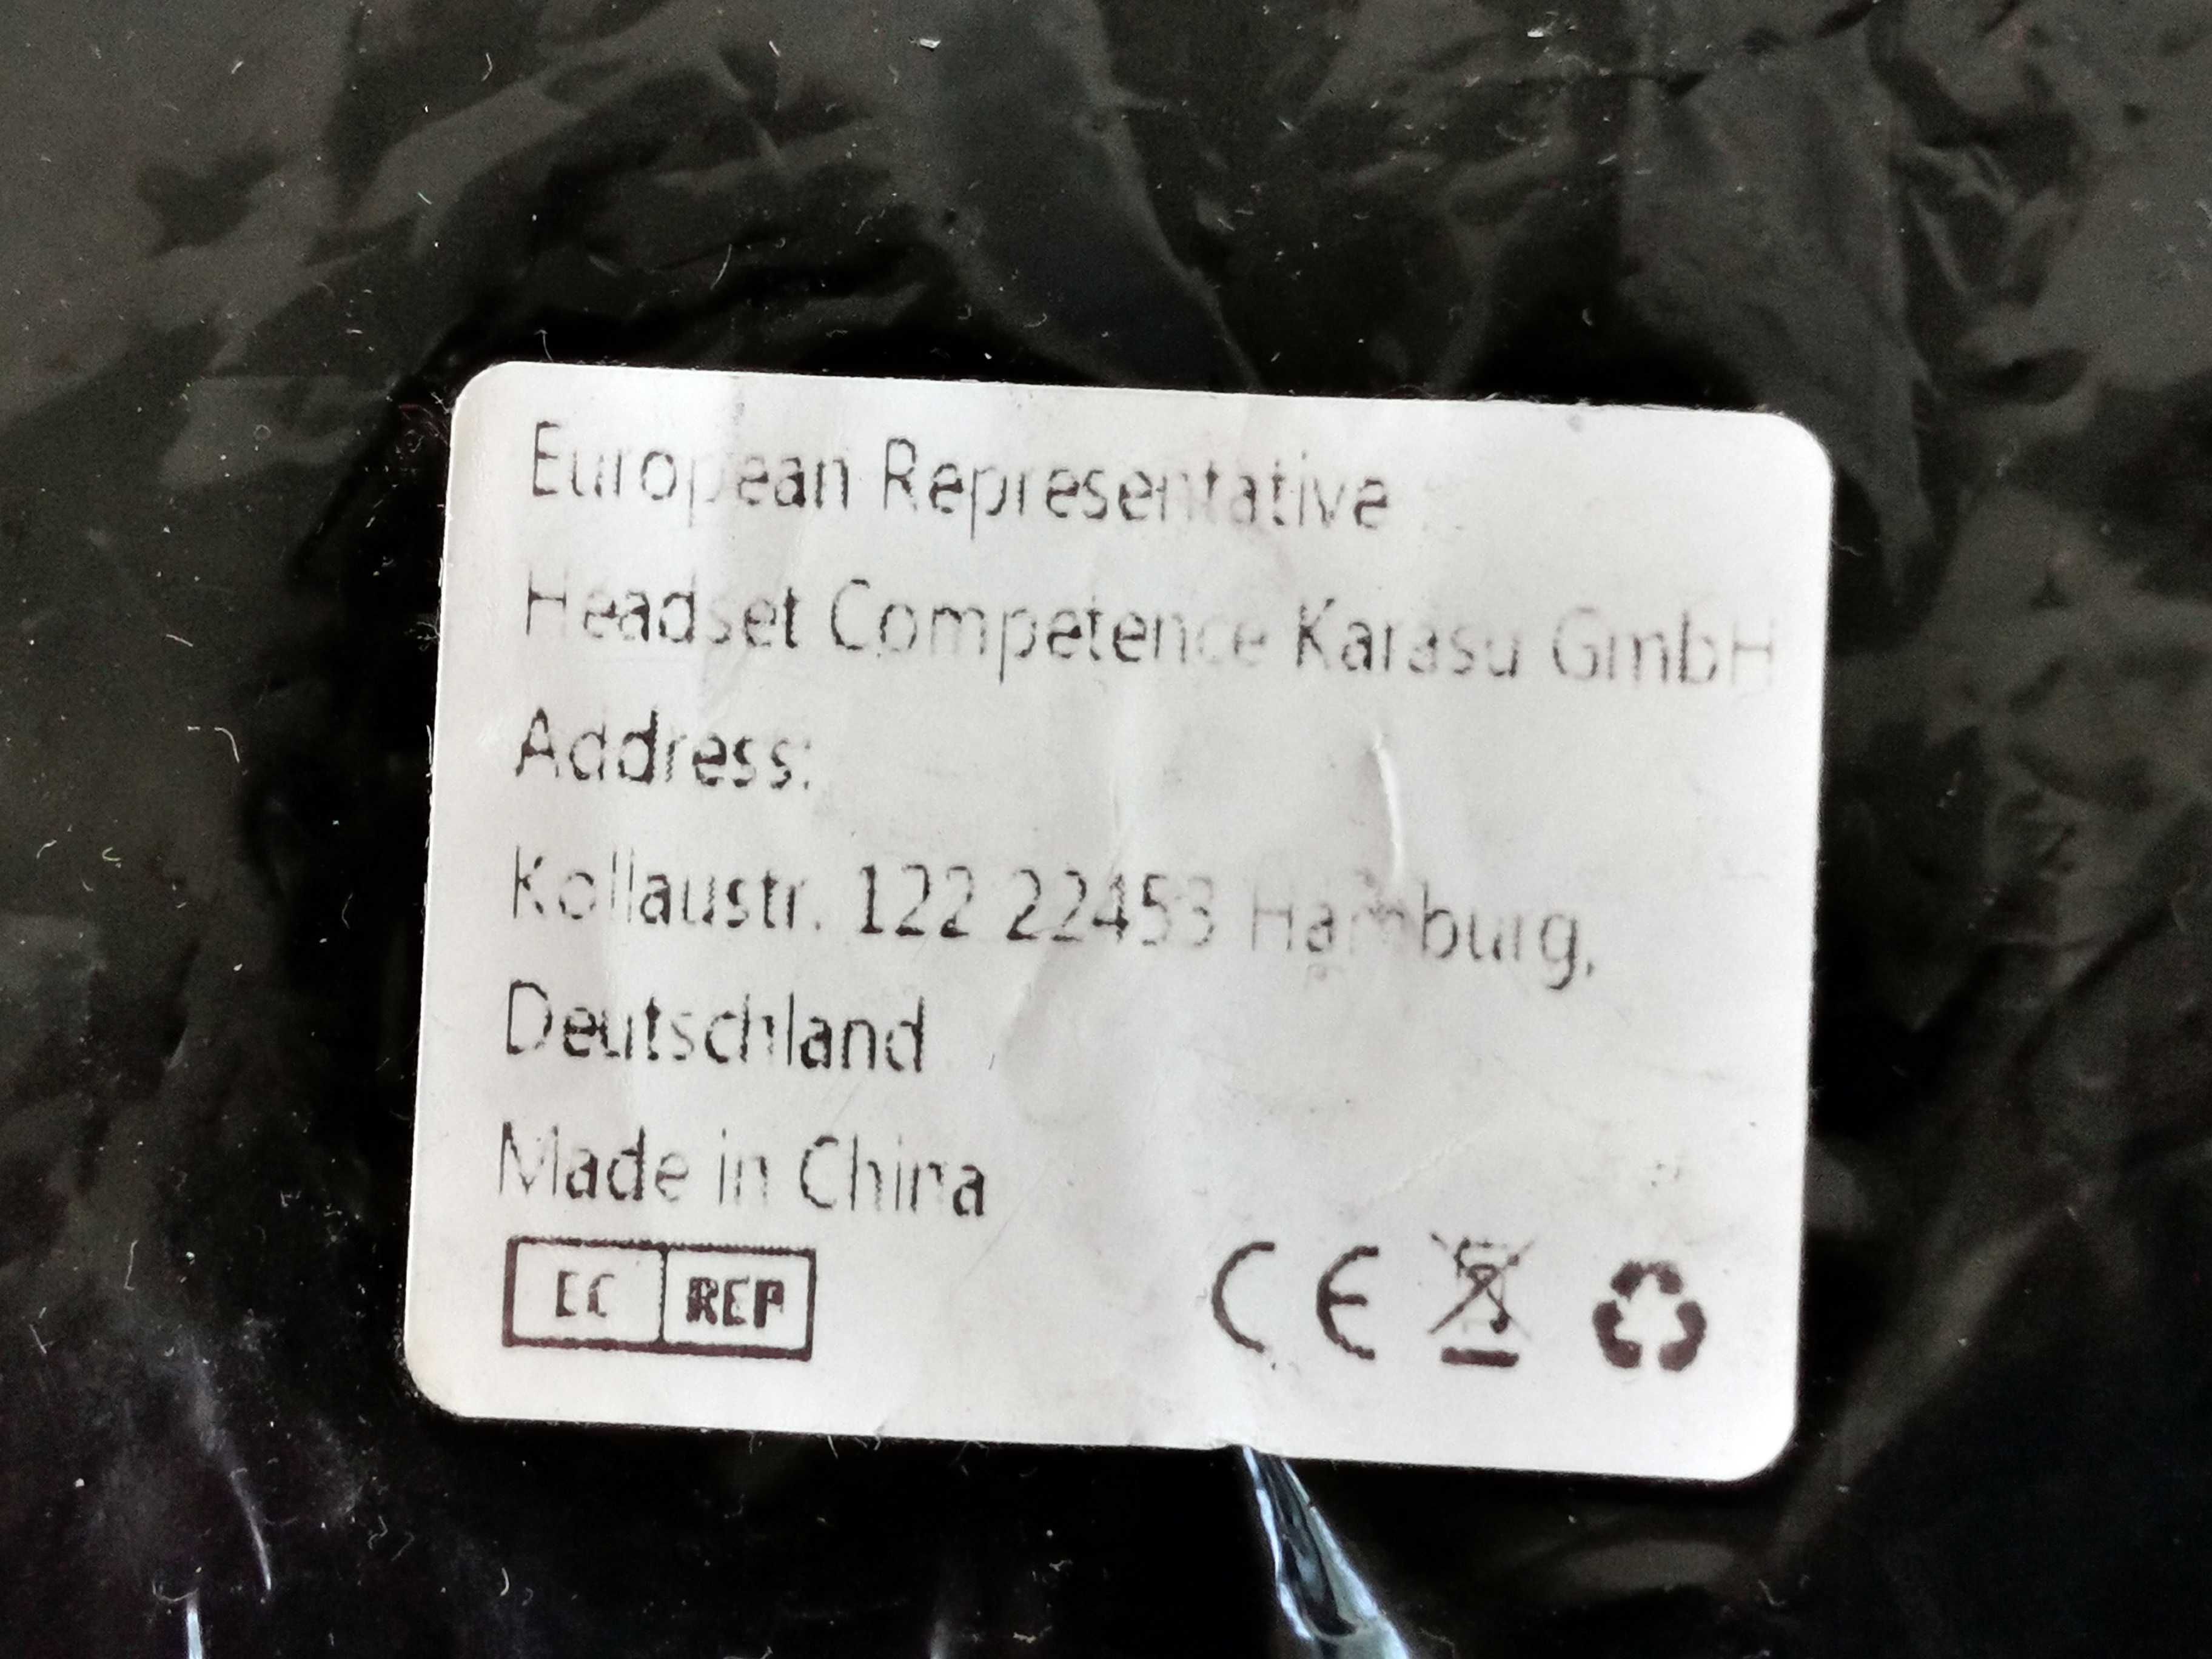 European Representative
Headset Competence Karasu GmbH
Address:
Kollaustr. 122 22453 Hamburg,
Deutschland
Made in China
EC REP CE